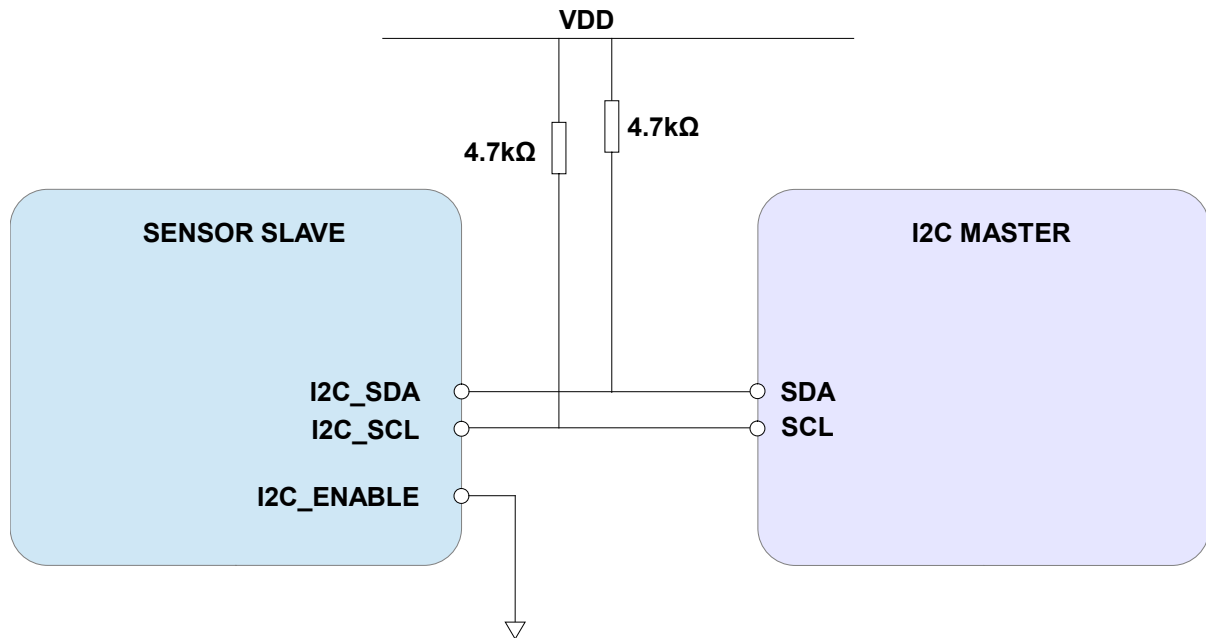 VDD
4.7kΩ
4.7kΩ
SENSOR SLAVE
I2C MASTER
I2C_SDA
SDA
I2C_SCL
SCL
I2C_ENABLE